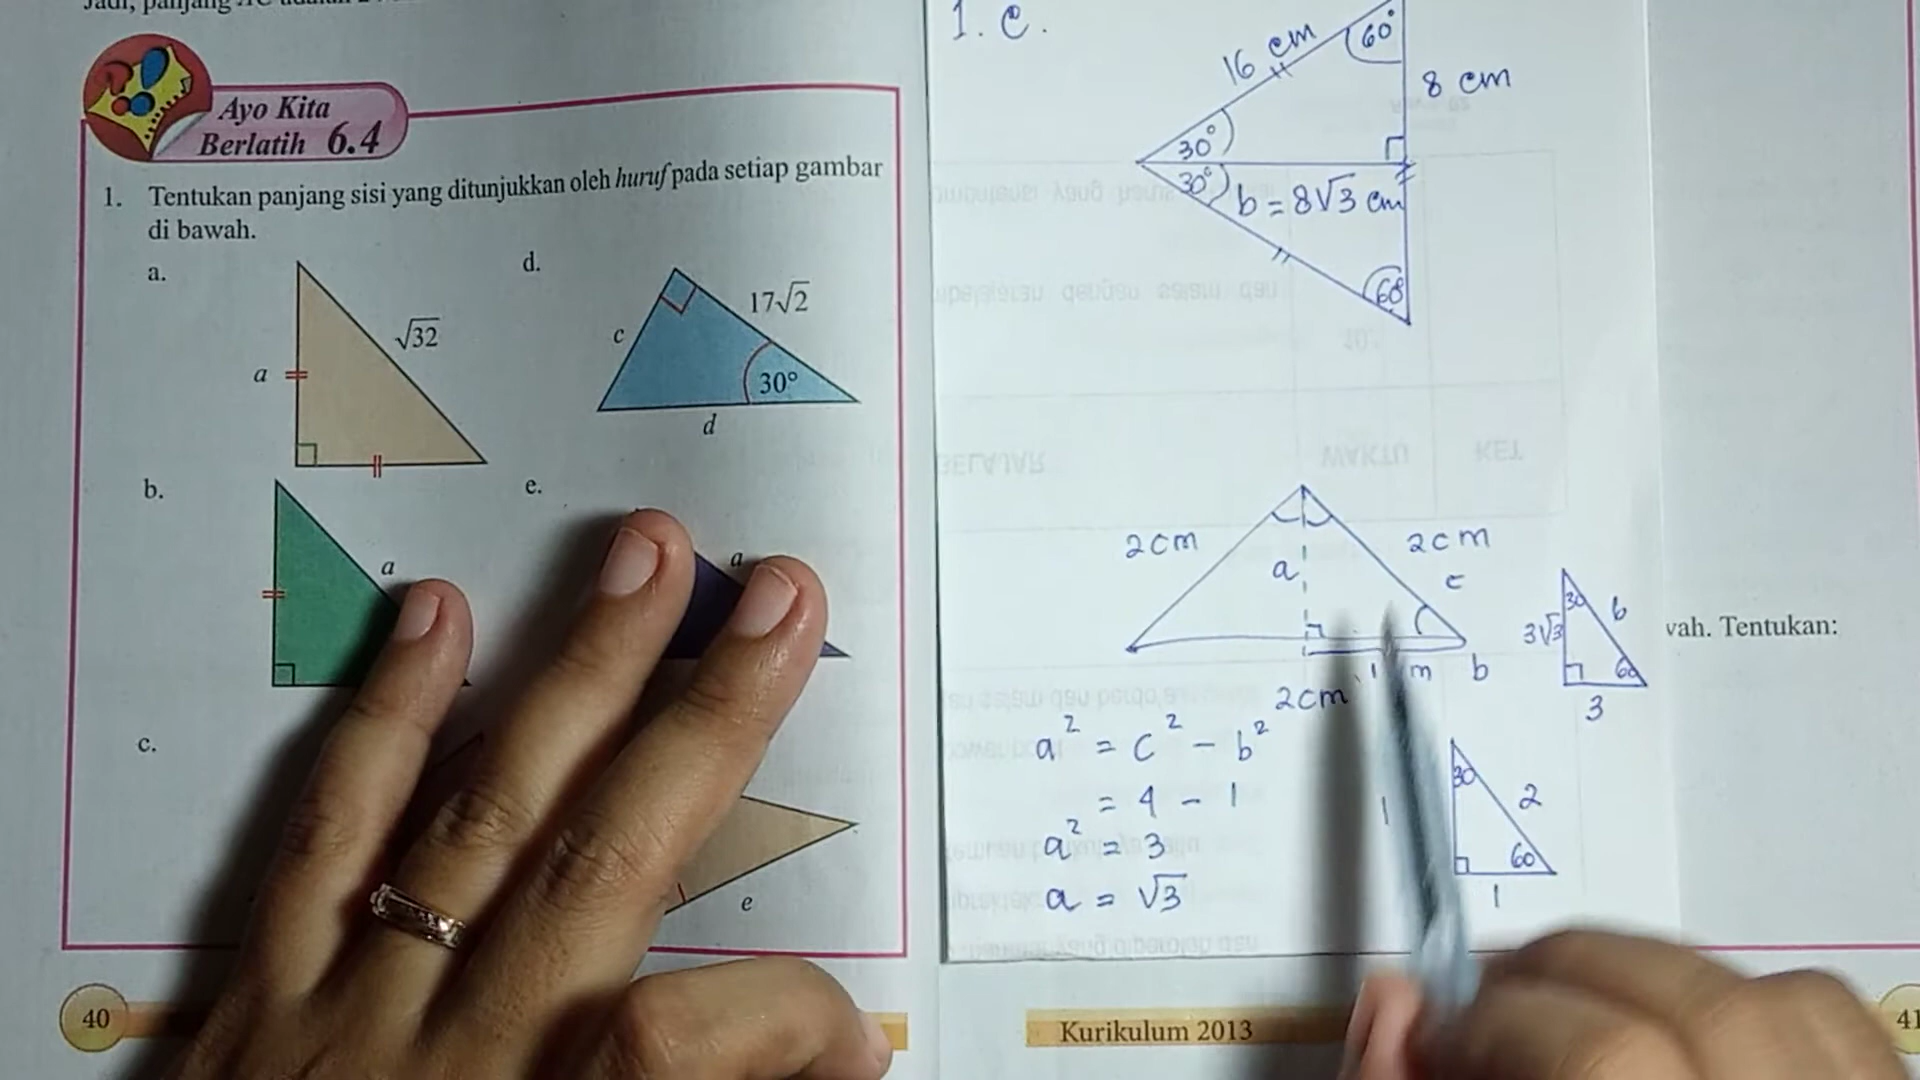 Jadi, panjang
Ayo Kita
Berlatih 6.4
1. Tentukan panjang sisi yang ditunjukkan oleh huruf pada setiap gambar
di bawah.
a.
√32
a
d.
17√2
c
30°
d
b.
a
e.
a
c.
e
40
1. c.
16 cm
60°
8 cm
30°
30°
b = 8√3 cm
60°
2cm
2cm
a
c
b
2cm
a² = c² - b²
= 4 - 1
a² = 3
a = √3
30
6
3√3
60
3
30
2
60
1
1
vah. Tentukan:
Kurikulum 2013
41